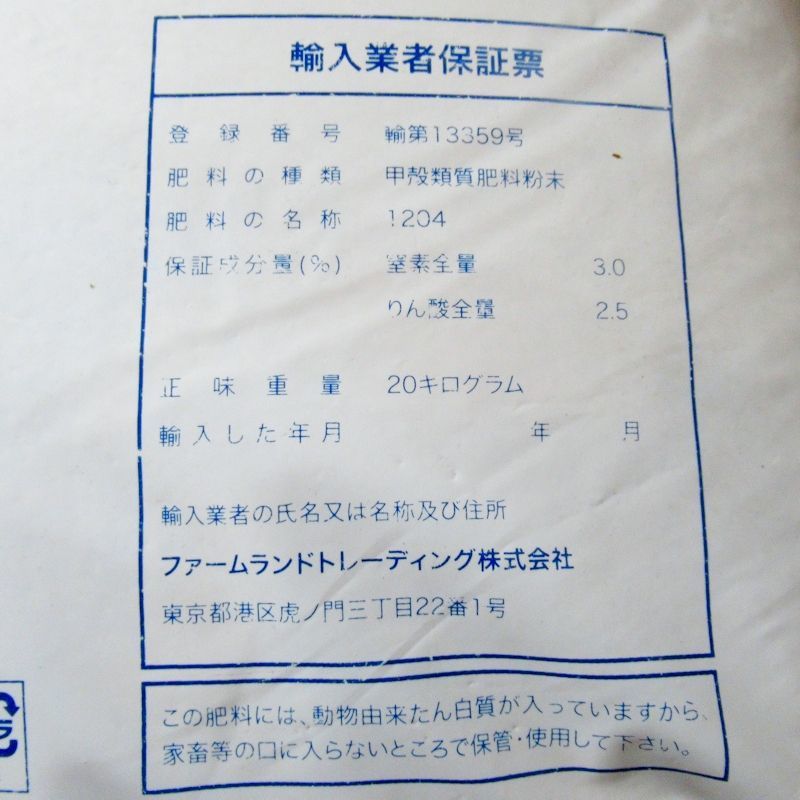 輸入業者保証票
登録番号 輸第13359号
肥料の種類 甲殻類質肥料粉末
肥料の名称 1204
保証成分量(%) 窒素全量 3.0
りん酸全量 2.5
正味重量 20キログラム
輸入した年月 年 月
輸入業者の氏名又は名称及び住所
ファームランドトレーディング株式会社
東京都港区虎ノ門三丁目22番1号
この肥料には、動物由来たん白質が入っていますから、
家畜等の口に入らないところで保管・使用して下さい。
プラ